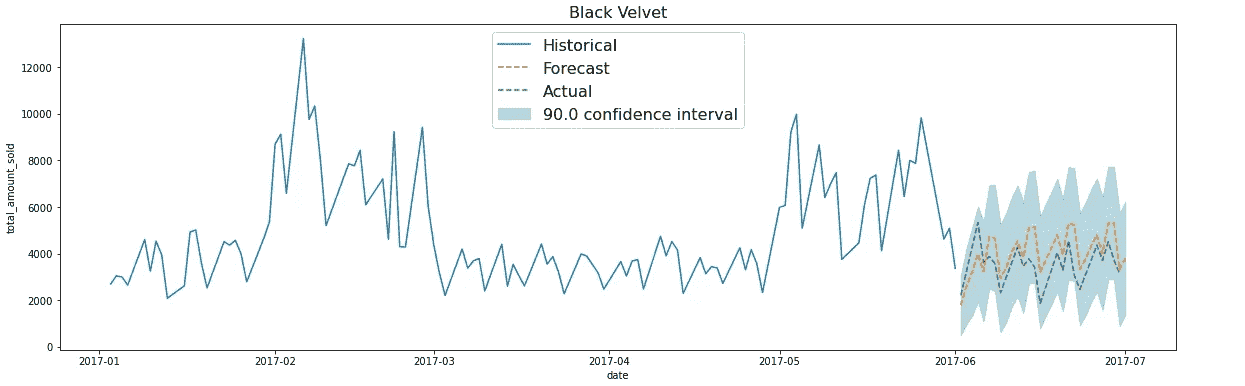 Black Velvet
Historical
Forecast
Actual
90.0 confidence interval
total_amount_sold
12000
10000
8000
6000
4000
2000
0
2017-01 2017-02 2017-03 2017-04 2017-05 2017-06 2017-07
date